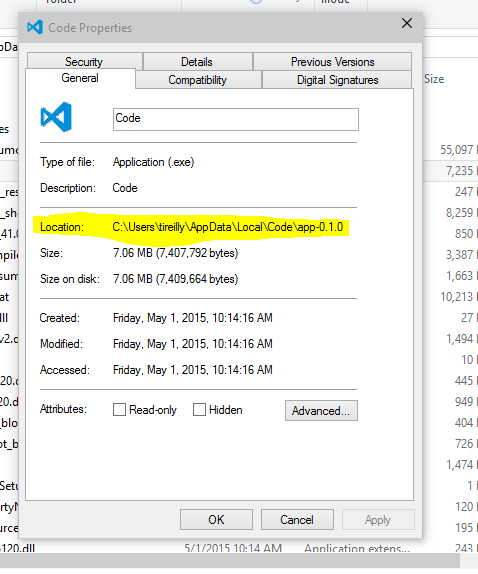 folder
mode
Code Properties
Security Details Previous Versions
General Compatibility Digital Signatures
Code
Type of file: Application (.exe)
Description: Code
Location: C:\Users\tireilly\AppData\Local\Code\app-0.1.0
Size: 7.06 MB (7,407,792 bytes)
Size on disk: 7.06 MB (7,409,664 bytes)
Created: Friday, May 1, 2015, 10:14:16 AM
Modified: Friday, May 1, 2015, 10:14:16 AM
Accessed: Friday, May 1, 2015, 10:14:16 AM
Attributes: Read-only Hidden Advanced...
OK Cancel Apply
Size
55,097
7,235
247
8,259
850
3,387
1,663
10,213
27
1,494
10
445
949
404
726
1,474
1
120
195
120.dll 5/1/2015 10:14 AM Application exten... 243